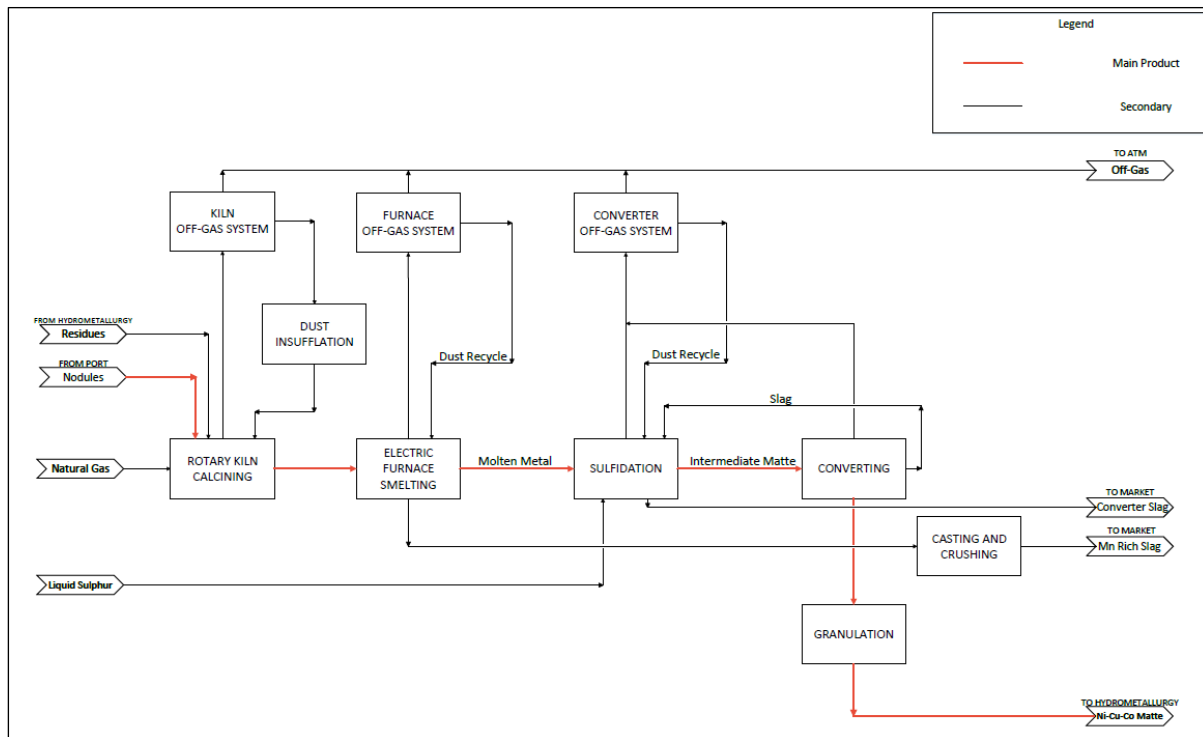 Legend
Main Product
Secondary
TO ATM
Off-Gas
KILN
OFF-GAS SYSTEM
FURNACE
OFF-GAS SYSTEM
CONVERTER
OFF-GAS SYSTEM
FROM HYDROMETALLURGY
Residues
DUST
INSUFFLATION
Dust Recycle
Dust Recycle
FROM PORT
Nodules
Slag
Natural Gas
ROTARY KILN
CALCINING
ELECTRIC
FURNACE
SMELTING
Molten Metal
SULFIDATION
Intermediate Matte
CONVERTING
TO MARKET
Converter Slag
CASTING AND
CRUSHING
TO MARKET
Mn Rich Slag
Liquid Sulphur
GRANULATION
TO HYDROMETALLURGY
Ni-Cu-Co Matte